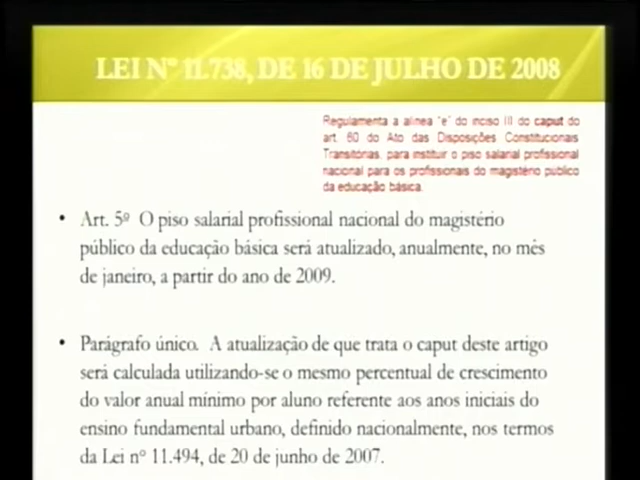 LEI Nº 11.738, DE 16 DE JULHO DE 2008
Regulamenta a alínea "e" do inciso III do caput do
art. 60 do Ato das Disposições Constitucionais
Transitórias, para instituir o piso salarial profissional
nacional para os profissionais do magistério público
da educação básica.
• Art. 5º O piso salarial profissional nacional do magistério
público da educação básica será atualizado, anualmente, no mês
de janeiro, a partir do ano de 2009.
• Parágrafo único. A atualização de que trata o caput deste artigo
será calculada utilizando-se o mesmo percentual de crescimento
do valor anual mínimo por aluno referente aos anos iniciais do
ensino fundamental urbano, definido nacionalmente, nos termos
da Lei nº 11.494, de 20 de junho de 2007.